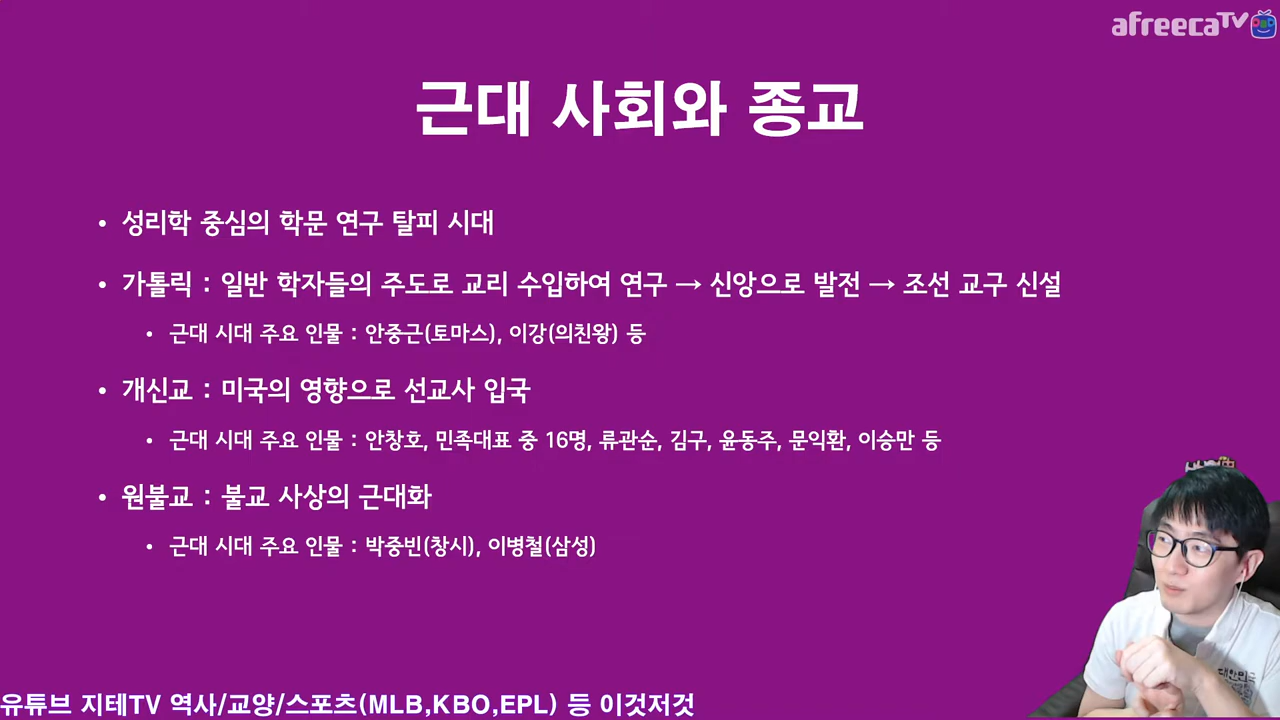 afreecaTV
근대 사회와 종교
• 성리학 중심의 학문 연구 탈피 시대
• 가톨릭 : 일반 학자들의 주도로 교리 수입하여 연구 → 신앙으로 발전 → 조선 교구 신설
• 근대 시대 주요 인물 : 안중근(토마스), 이강(의친왕) 등
• 개신교 : 미국의 영향으로 선교사 입국
• 근대 시대 주요 인물 : 안창호, 민족대표 중 16명, 류관순, 김구, 윤동주, 문익환, 이승만 등
• 원불교 : 불교 사상의 근대화
• 근대 시대 주요 인물 : 박중빈(창시), 이병철(삼성)
대한민국
유튜브 지테TV 역사/교양/스포츠(MLB,KBO,EPL) 등 이것저것